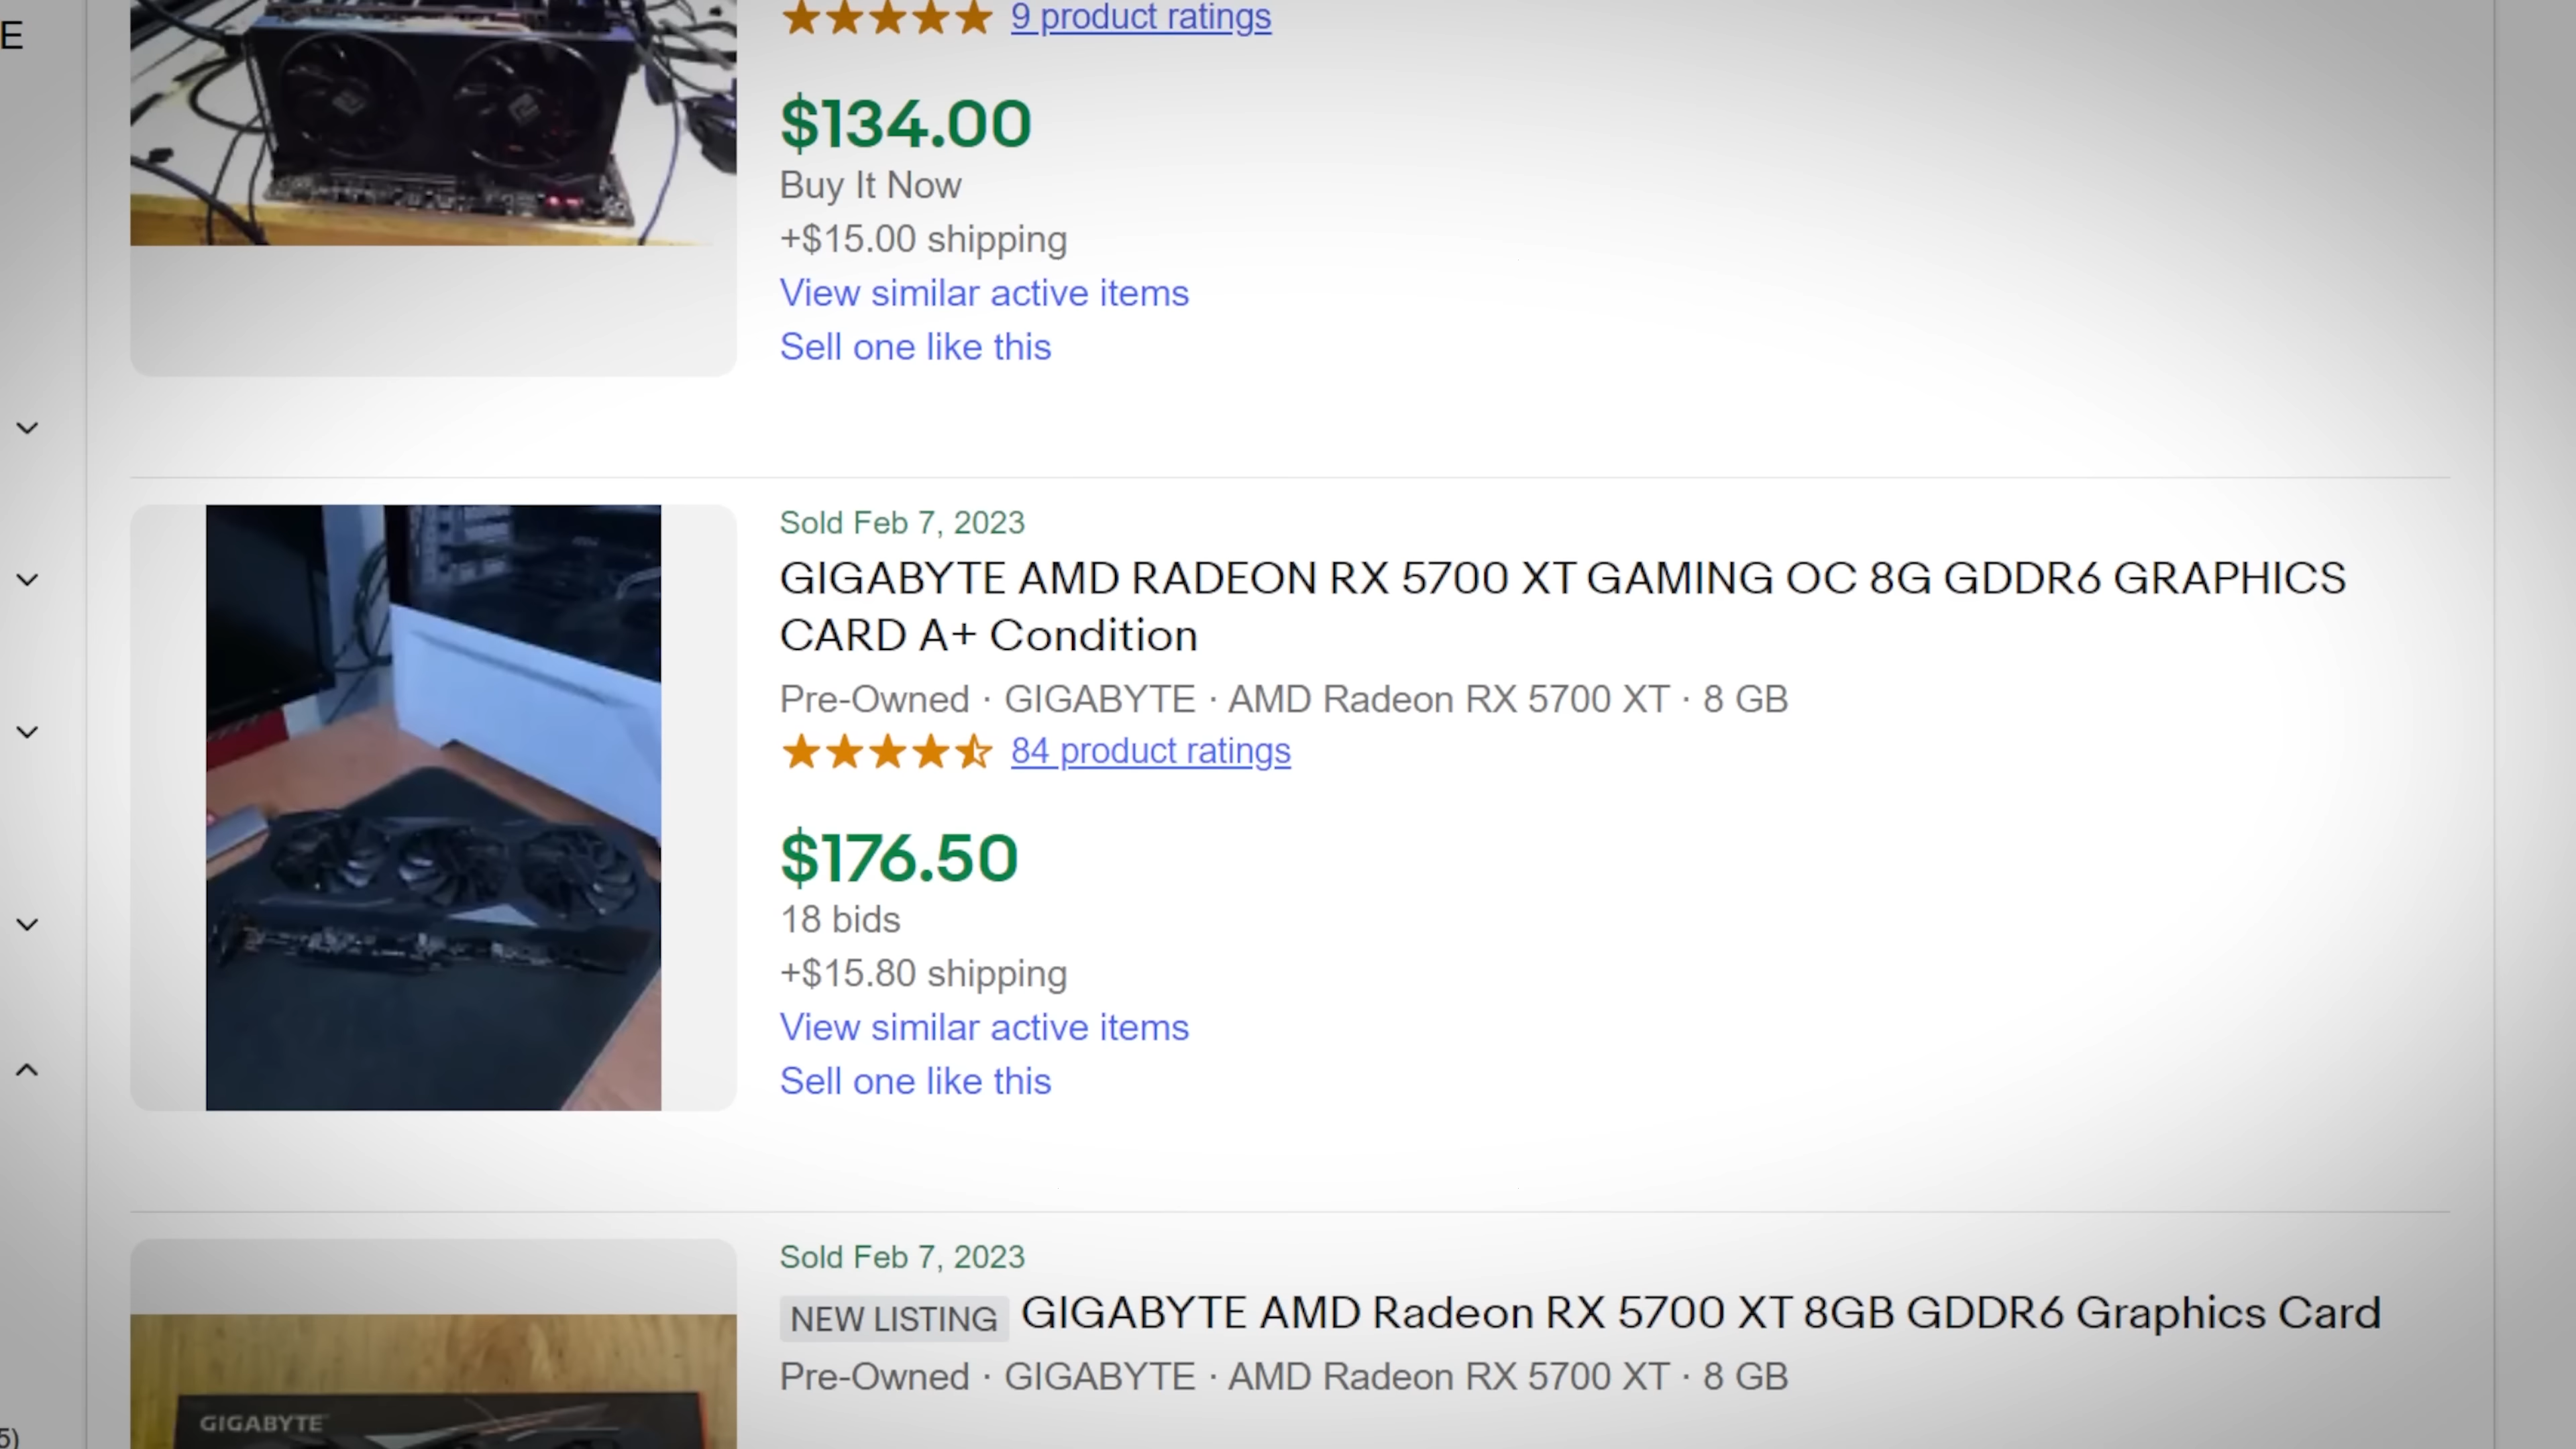 E
9 product ratings
$134.00
Buy It Now
+$15.00 shipping
View similar active items
Sell one like this
Sold Feb 7, 2023
GIGABYTE AMD RADEON RX 5700 XT GAMING OC 8G GDDR6 GRAPHICS
CARD A+ Condition
Pre-Owned · GIGABYTE · AMD Radeon RX 5700 XT · 8 GB
84 product ratings
$176.50
18 bids
+$15.80 shipping
View similar active items
Sell one like this
Sold Feb 7, 2023
NEW LISTING GIGABYTE AMD Radeon RX 5700 XT 8GB GDDR6 Graphics Card
Pre-Owned · GIGABYTE · AMD Radeon RX 5700 XT · 8 GB
GIGABYTE
5)